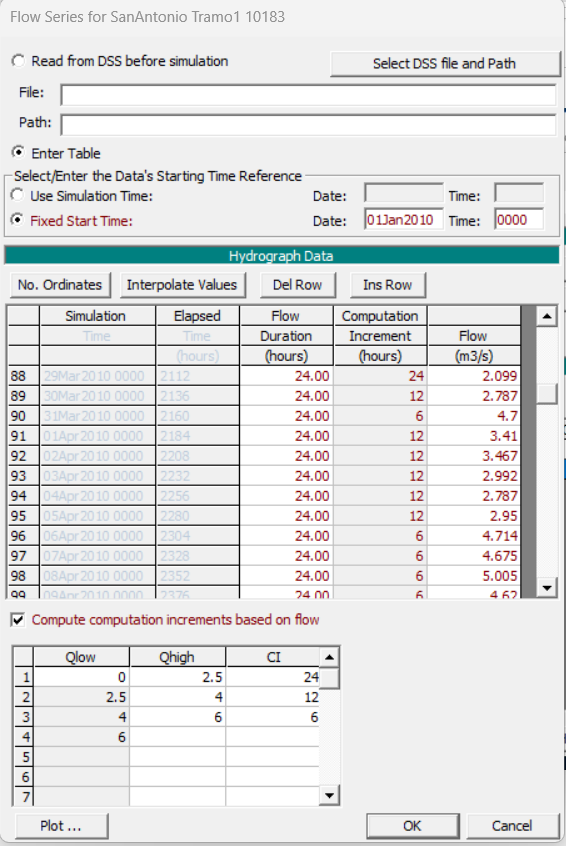 Flow Series for SanAntonio Tramo1 10183
Read from DSS before simulation
Select DSS file and Path
File:
Path:
Enter Table
Select/Enter the Data's Starting Time Reference
Use Simulation Time: Date: Time:
Fixed Start Time: Date: 01Jan2010 Time: 0000
Hydrograph Data
No. Ordinates Interpolate Values Del Row Ins Row
Simulation Elapsed Flow Computation
Time Time Duration Increment Flow
(hours) (hours) (hours) (m3/s)
88 29Mar2010 0000 2112 24.00 24 2.099
89 30Mar2010 0000 2136 24.00 12 2.787
90 31Mar2010 0000 2160 24.00 6 4.7
91 01Apr2010 0000 2184 24.00 12 3.41
92 02Apr2010 0000 2208 24.00 12 3.467
93 03Apr2010 0000 2232 24.00 12 2.992
94 04Apr2010 0000 2256 24.00 12 2.787
95 05Apr2010 0000 2280 24.00 12 2.95
96 06Apr2010 0000 2304 24.00 6 4.714
97 07Apr2010 0000 2328 24.00 6 4.675
98 08Apr2010 0000 2352 24.00 6 5.005
99 09Apr2010 0000 2376 24.00 6 4.62
Compute computation increments based on flow
Qlow Qhigh CI
1 0 2.5 24
2 2.5 4 12
3 4 6 6
4 6
5
6
7
Plot ... OK Cancel